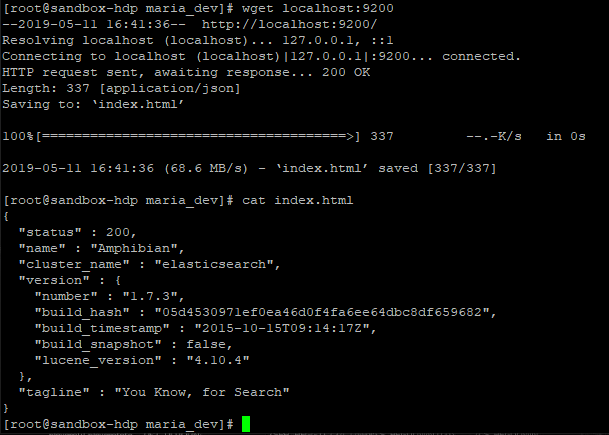 [root@sandbox-hdp maria_dev]# wget localhost:9200
--2019-05-11 16:41:36--  http://localhost:9200/
Resolving localhost (localhost)... 127.0.0.1, ::1
Connecting to localhost (localhost)|127.0.0.1|:9200... connected.
HTTP request sent, awaiting response... 200 OK
Length: 337 [application/json]
Saving to: ‘index.html’
100%[======================================>] 337         --.-K/s   in 0s
2019-05-11 16:41:36 (68.6 MB/s) - ‘index.html’ saved [337/337]
[root@sandbox-hdp maria_dev]# cat index.html
{
  "status" : 200,
  "name" : "Amphibian",
  "cluster_name" : "elasticsearch",
  "version" : {
    "number" : "1.7.3",
    "build_hash" : "05d4530971ef0ea46d0f4fa6ee64dbc8df659682",
    "build_timestamp" : "2015-10-15T09:14:17Z",
    "build_snapshot" : false,
    "lucene_version" : "4.10.4"
  },
  "tagline" : "You Know, for Search"
}
[root@sandbox-hdp maria_dev]#